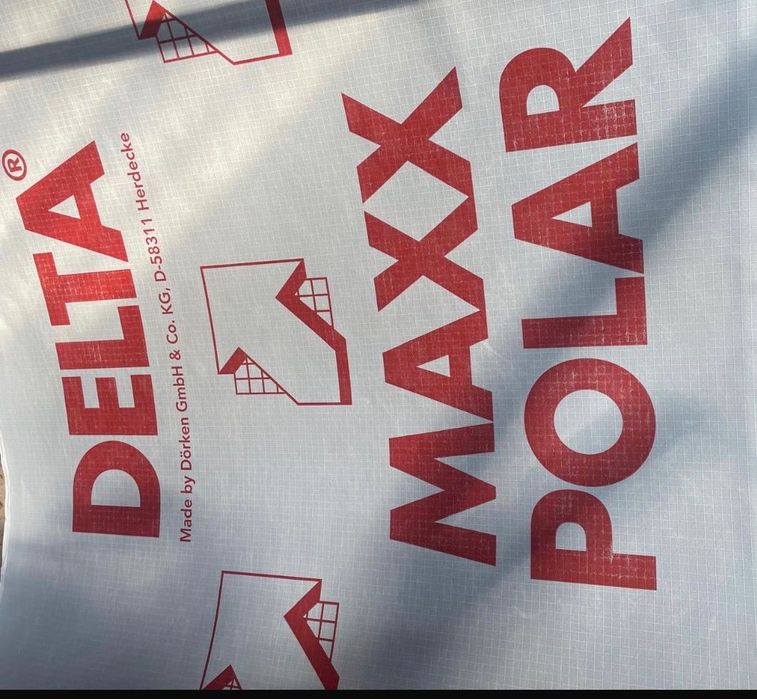 DELTA®
Made by Dörken GmbH & Co. KG, D-58311 Herdecke
MAXX
POLAR